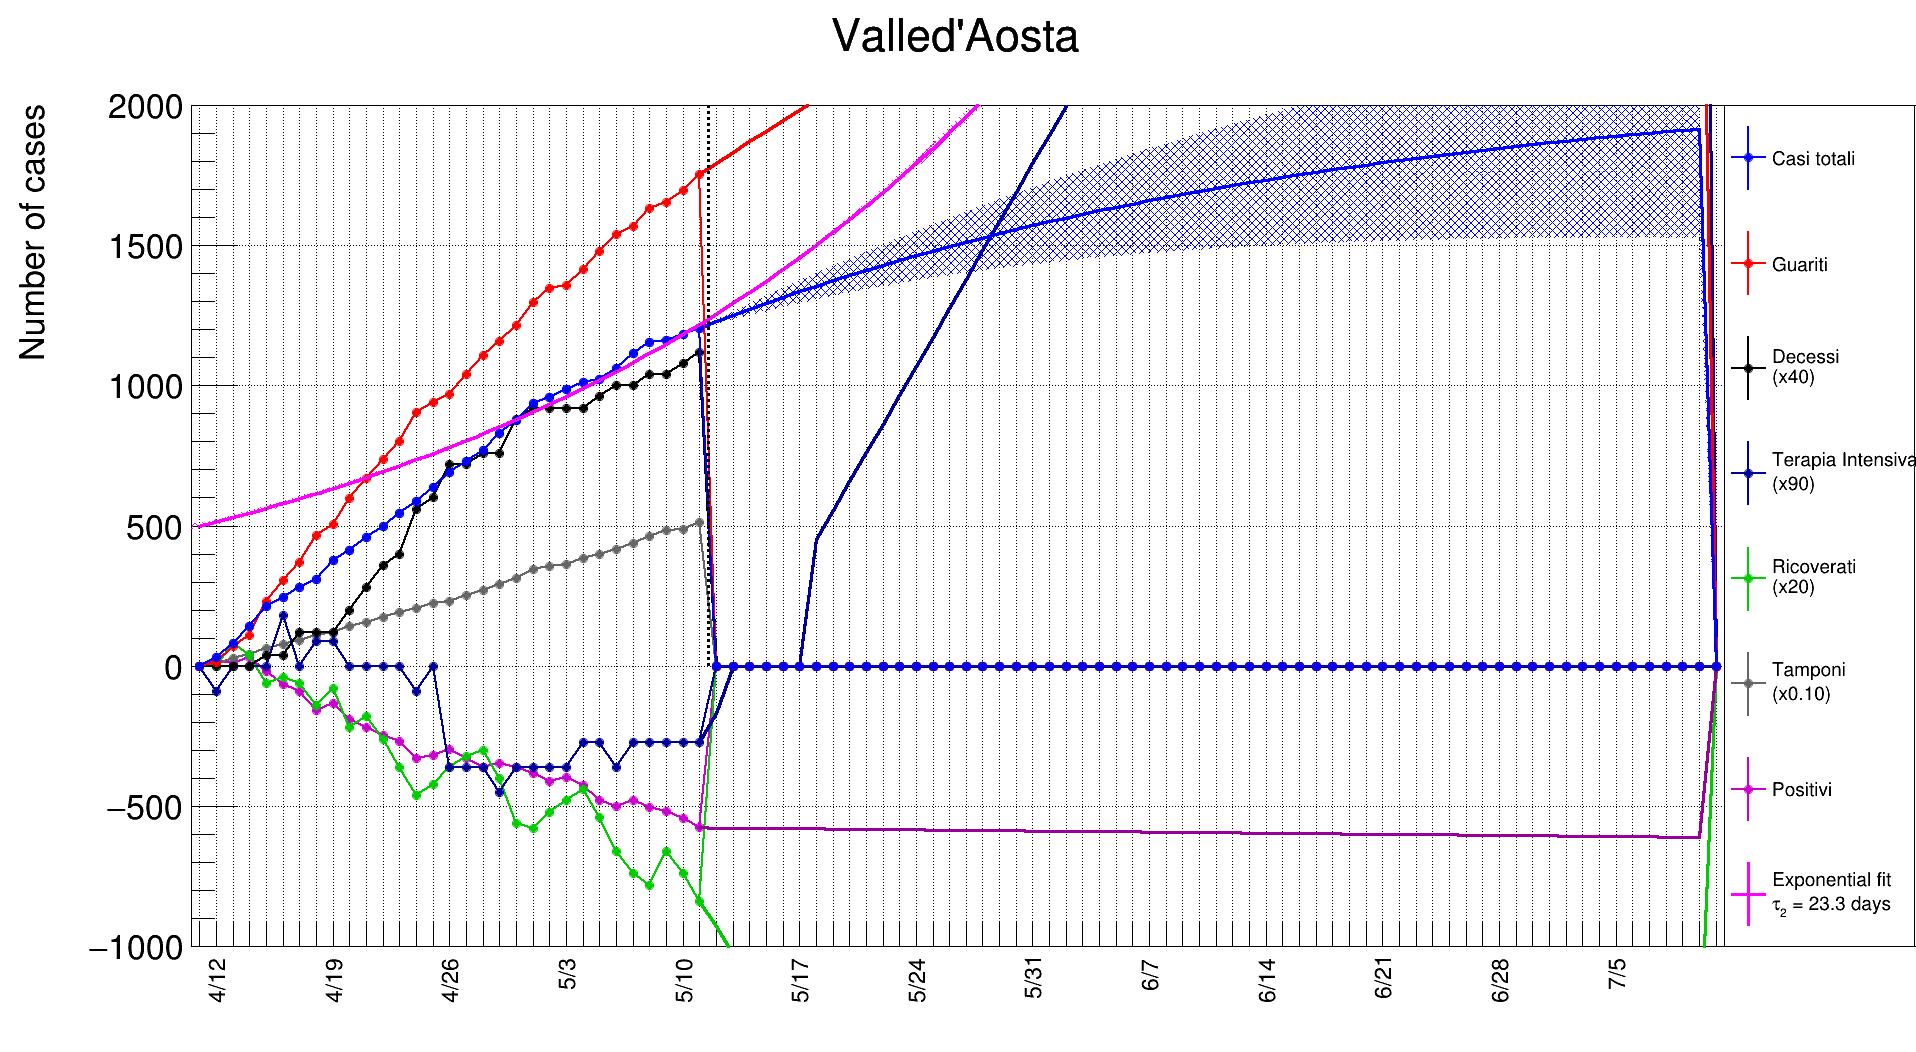 Valled'Aosta
Number of cases
2000
1500
1000
500
0
−500
−1000
4/12
4/19
4/26
5/3
5/10
5/17
5/24
5/31
6/7
6/14
6/21
6/28
7/5
Casi totali
Guariti
Decessi
(x40)
Terapia Intensiva
(x90)
Ricoverati
(x20)
Tamponi
(x0.10)
Positivi
Exponential fit
τ2 = 23.3 days